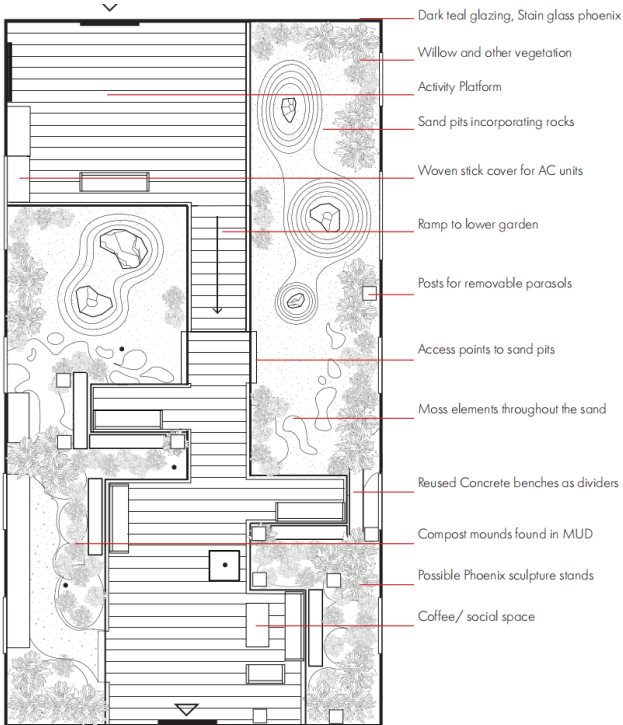 Dark teal glazing, Stain glass phoenix
Willow and other vegetation
Activity Platform
Sand pits incorporating rocks
Woven stick cover for AC units
Ramp to lower garden
Posts for removable parasols
Access points to sand pits
Moss elements throughout the sand
Reused Concrete benches as dividers
Compost mounds found in MUD
Possible Phoenix sculpture stands
Coffee/ social space